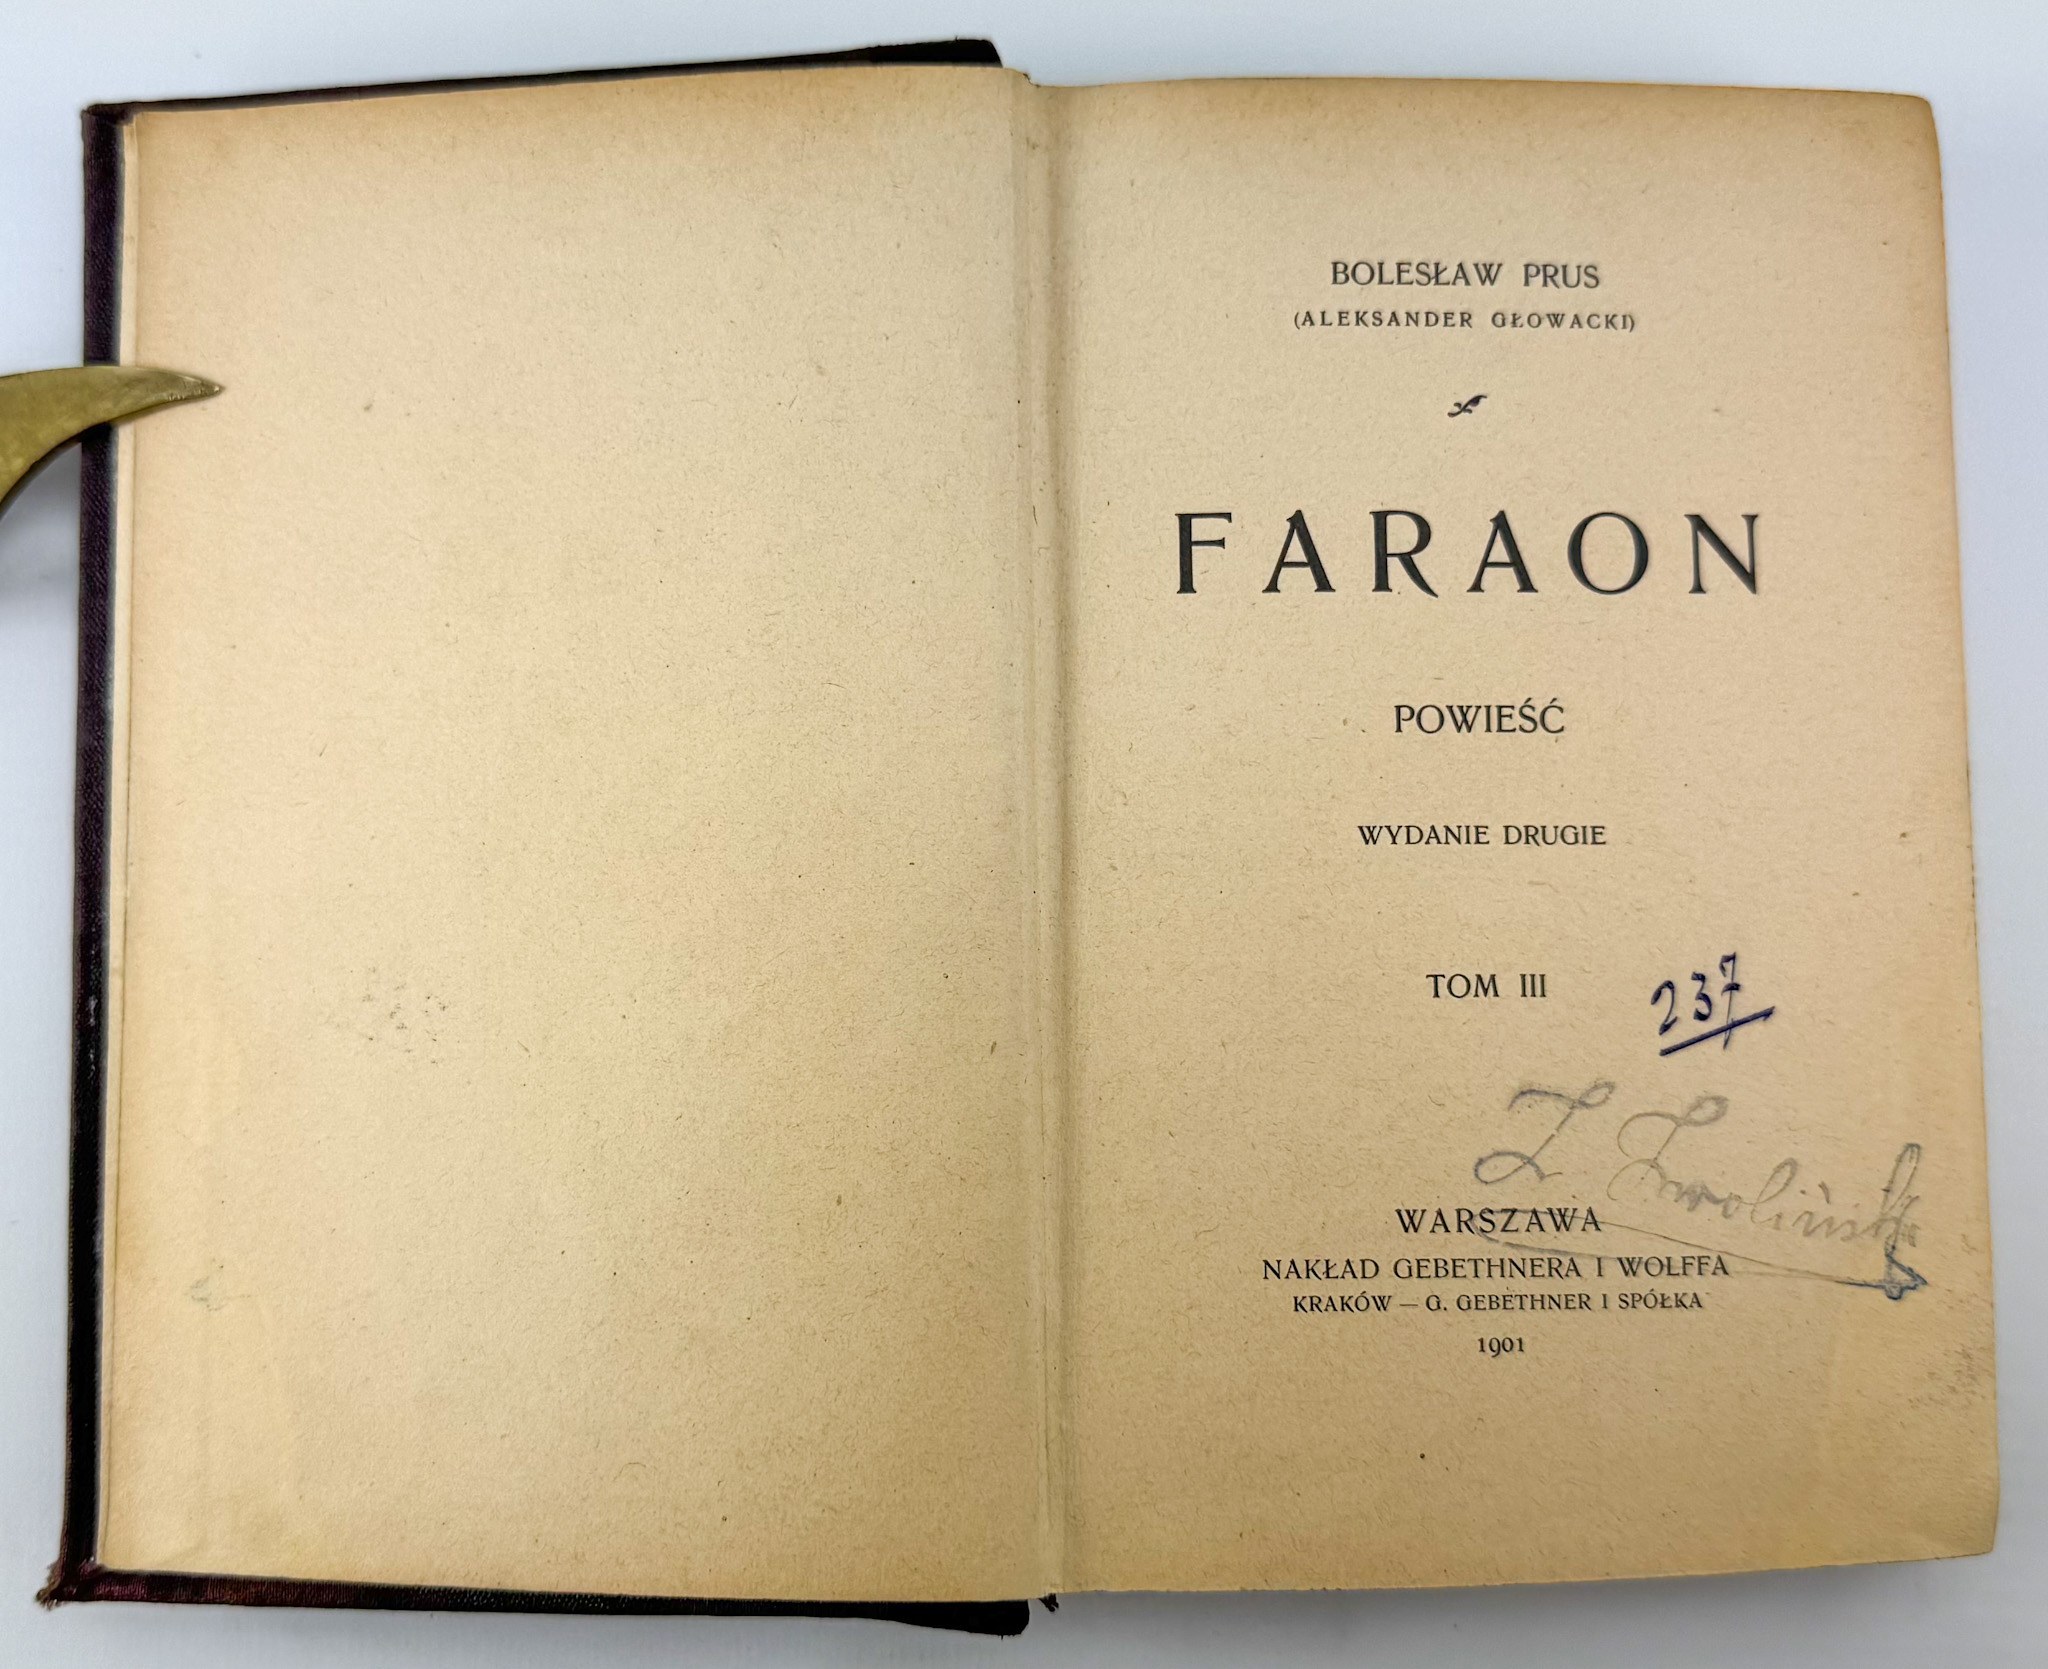 BOLESŁAW PRUS
(ALEKSANDER GŁOWACKI)
FARAON
POWIEŚĆ
WYDANIE DRUGIE
TOM III
237
WARSZAWA
NAKŁAD GEBETHNERA I WOLFFA
KRAKÓW — G. GEBETHNER I SPÓŁKA
1901